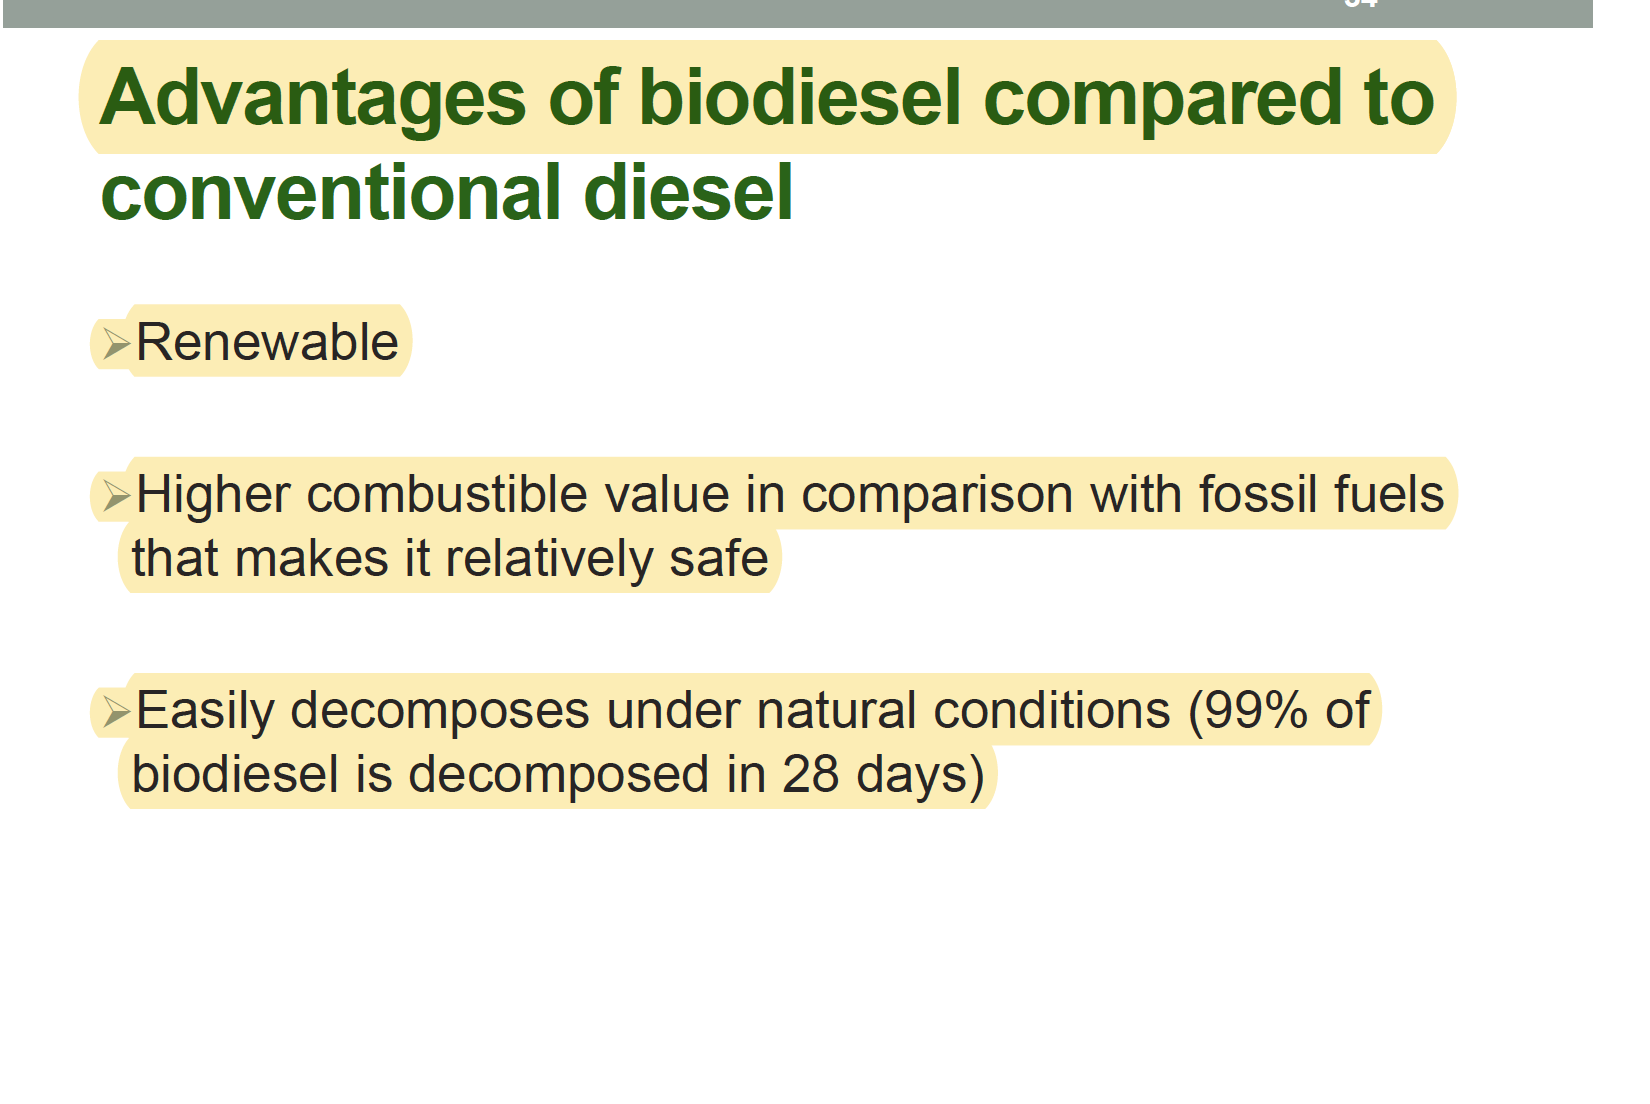 Advantages of biodiesel compared to
conventional diesel
➢Renewable
➢Higher combustible value in comparison with fossil fuels
that makes it relatively safe
➢Easily decomposes under natural conditions (99% of
biodiesel is decomposed in 28 days)